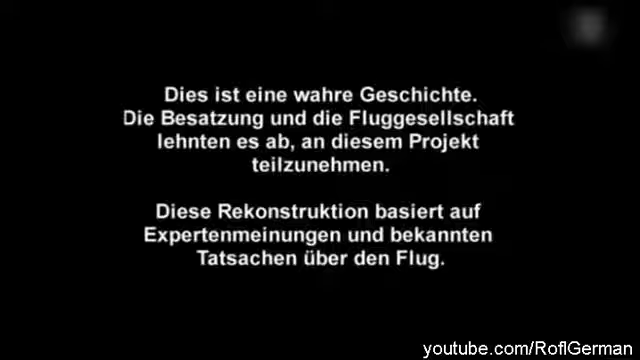 Dies ist eine wahre Geschichte.
Die Besatzung und die Fluggesellschaft
lehnten es ab, an diesem Projekt
teilzunehmen.
Diese Rekonstruktion basiert auf
Expertenmeinungen und bekannten
Tatsachen über den Flug.
youtube.com/RoflGerman